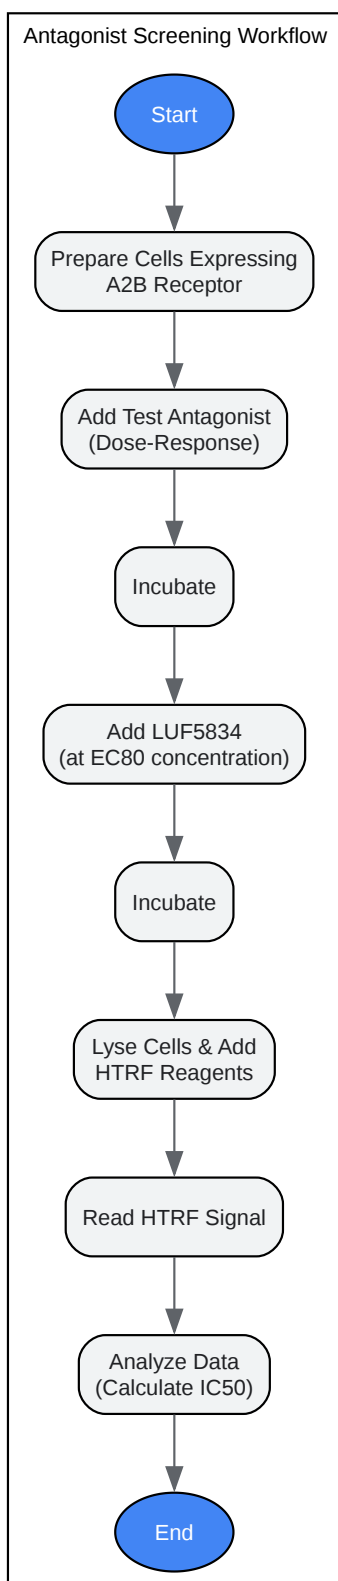 Antagonist Screening Workflow
Start
Prepare Cells Expressing
A2B Receptor
Add Test Antagonist
(Dose-Response)
Incubate
Add LUF5834
(at EC80 concentration)
Incubate
Lyse Cells & Add
HTRF Reagents
Read HTRF Signal
Analyze Data
(Calculate IC50)
End